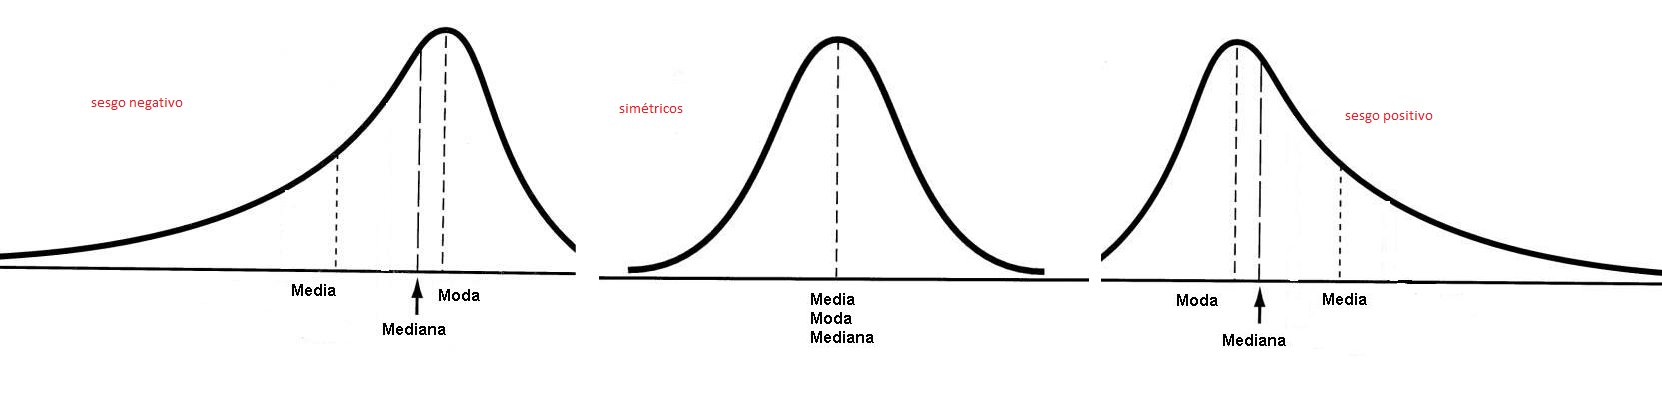 sesgo negativo
Media
Moda
Mediana
simétricos
Media
Moda
Mediana
sesgo positivo
Moda
Media
Mediana